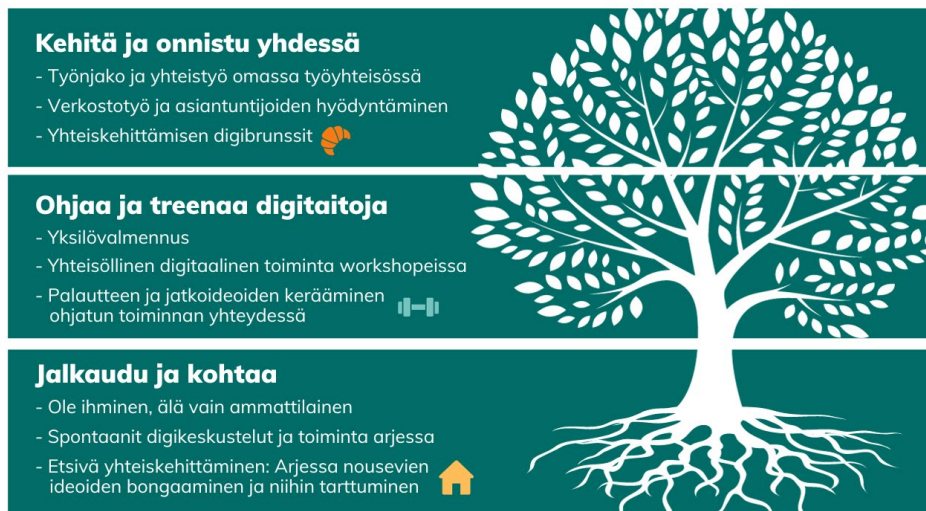 Kehitä ja onnistu yhdessä
- Työnjako ja yhteistyö omassa työyhteisössä
- Verkostotyö ja asiantuntijoiden hyödyntäminen
- Yhteiskehittämisen digibrunssit
Ohjaa ja treenaa digitaitoja
- Yksilövalmennus
- Yhteisöllinen digitaalinen toiminta workshopeissa
- Palautteen ja jatkoideoiden kerääminen
ohjatun toiminnan yhteydessä
Jalkaudu ja kohtaa
- Ole ihminen, älä vain ammattilainen
- Spontaanit digikeskustelut ja toiminta arjessa
- Etsivä yhteiskehittäminen: Arjessa nousevien
ideoiden bongaaminen ja niihin tarttuminen